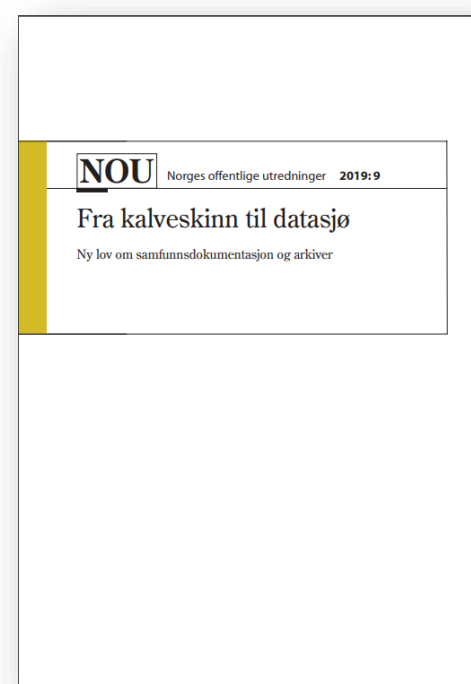 NOU Norges offentlige utredninger 2019: 9
Fra kalveskinn til datasjø
Ny lov om samfunnsdokumentasjon og arkiver